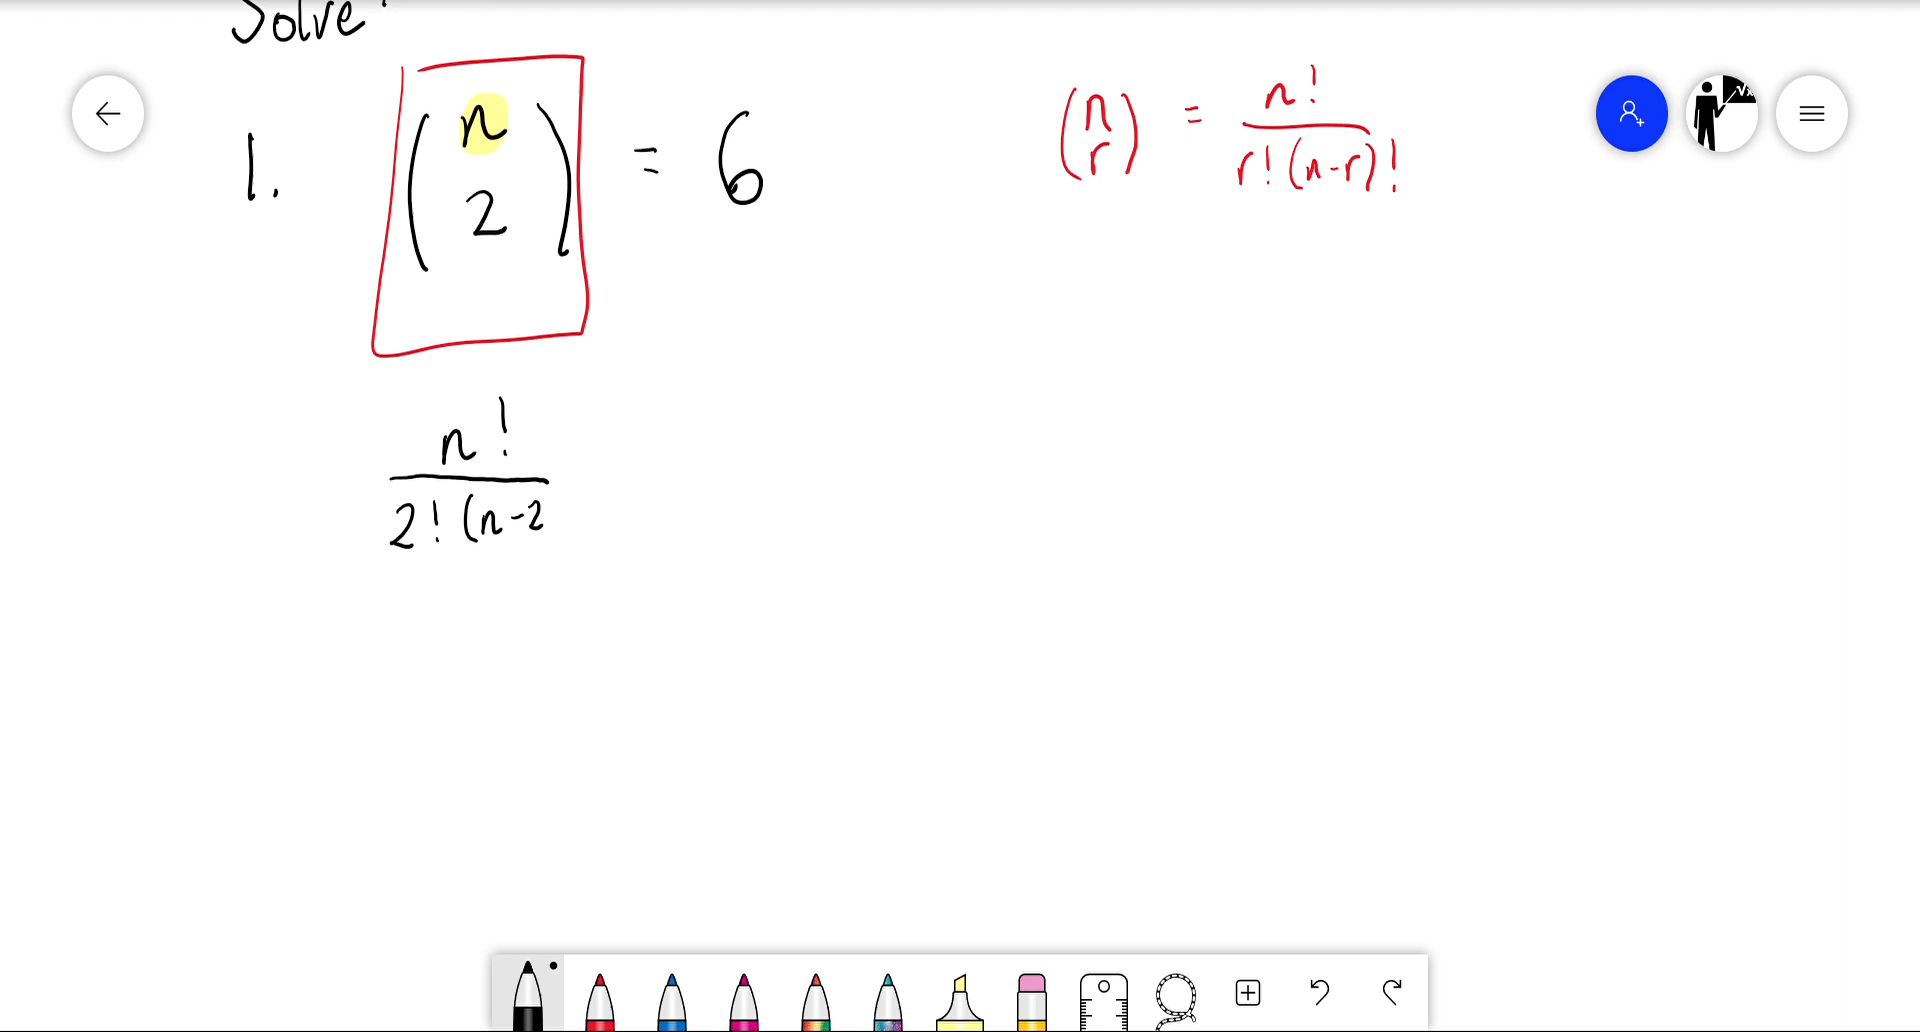 Solve:
1. (n 2) = 6
(n r) = n! / r!(n-r)!
n! / 2!(n-2